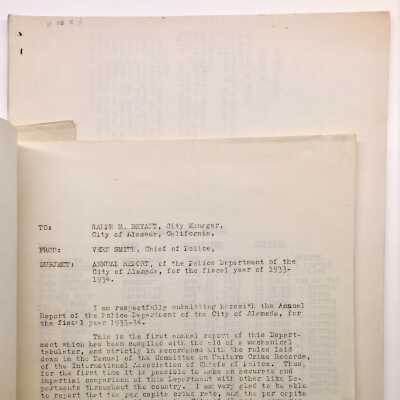 TO: RALPH M. BRYANT, City Manager,
City of Alameda, California.
FROM: VERN SMITH, Chief of Police,
SUBJECT: ANNUAL REPORT, of the Police Department of the
City of Alameda, for the fiscal year of 1933-
1934.
I am respectfully submitting herewith the Annual
Report of the Police Department of the City of Alameda, for
the fiscal year 1933-34.
This is the first annual report of this Depart-
ment which has been compiled with the aid of a mechanical
tabulator, and strictly in accordance with the rules laid
down in the Manual of the Committee on Uniform Crime Records,
of the International Association of Chiefs of Police. Thus,
for the first time it is possible to make an accurate and
impartial comparison of this Department with other like De-
partments throughout the country. I am very glad to be able
to report that the per capita crime rate, and the per capita